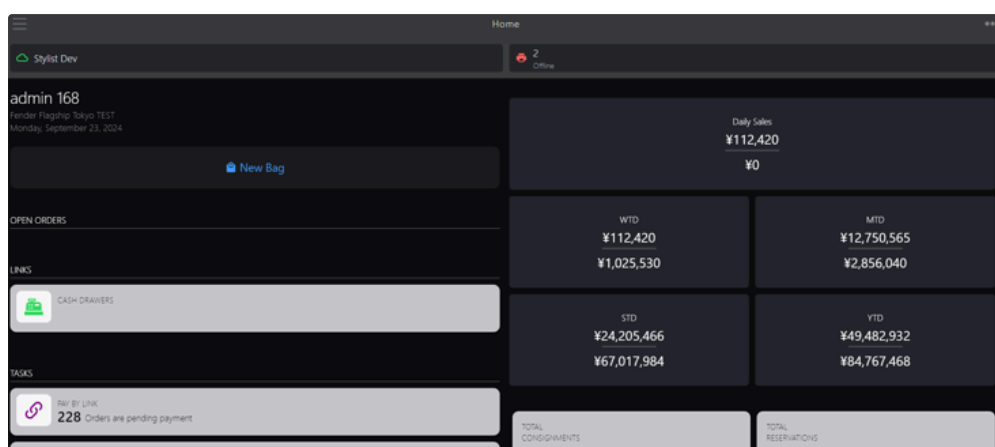 Home
Stylist Dev
2
Offline
admin 168
Fender Flagship Tokyo TEST
Monday, September 23, 2024
New Bag
OPEN ORDERS
LINKS
CASH DRAWERS
TASKS
PAY BY LINK
228 Orders are pending payment
Daily Sales
¥112,420
¥0
WTD
¥112,420
¥1,025,530
MTD
¥12,750,565
¥2,856,040
STD
¥24,205,466
¥67,017,984
YTD
¥49,482,932
¥84,767,468
TOTAL
CONSIGNMENTS
TOTAL
RESERVATIONS